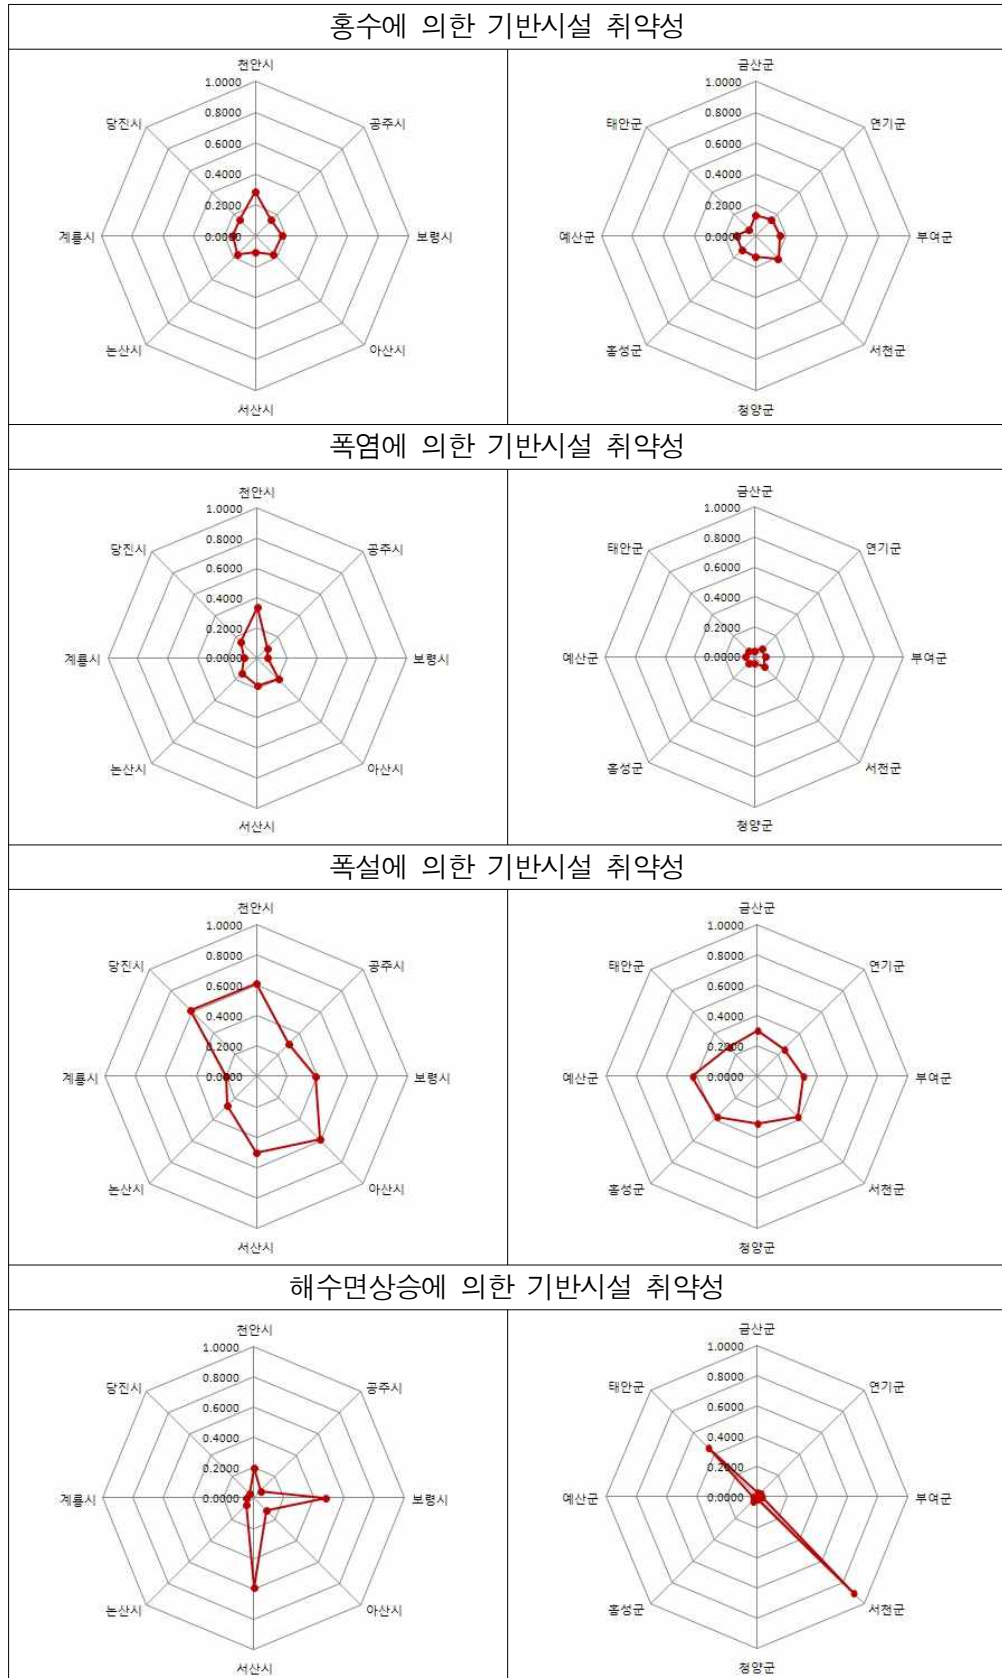 홍수에 의한 기반시설 취약성
천안시
1.0000
0.8000
0.6000
0.4000
0.2000
0.0000
공주시
보령시
아산시
서산시
논산시
계룡시
당진시
금산군
1.0000
0.8000
0.6000
0.4000
0.2000
0.0000
연기군
부여군
서천군
청양군
홍성군
예산군
태안군
폭염에 의한 기반시설 취약성
천안시
1.0000
0.8000
0.6000
0.4000
0.2000
0.0000
공주시
보령시
아산시
서산시
논산시
계룡시
당진시
금산군
1.0000
0.8000
0.6000
0.4000
0.2000
0.0000
연기군
부여군
서천군
청양군
홍성군
예산군
태안군
폭설에 의한 기반시설 취약성
천안시
1.0000
0.8000
0.6000
0.4000
0.2000
0.0000
공주시
보령시
아산시
서산시
논산시
계룡시
당진시
금산군
1.0000
0.8000
0.6000
0.4000
0.2000
0.0000
연기군
부여군
서천군
청양군
홍성군
예산군
태안군
해수면상승에 의한 기반시설 취약성
천안시
1.0000
0.8000
0.6000
0.4000
0.2000
0.0000
공주시
보령시
아산시
서산시
논산시
계룡시
당진시
금산군
1.0000
0.8000
0.6000
0.4000
0.2000
0.0000
연기군
부여군
서천군
청양군
홍성군
예산군
태안군